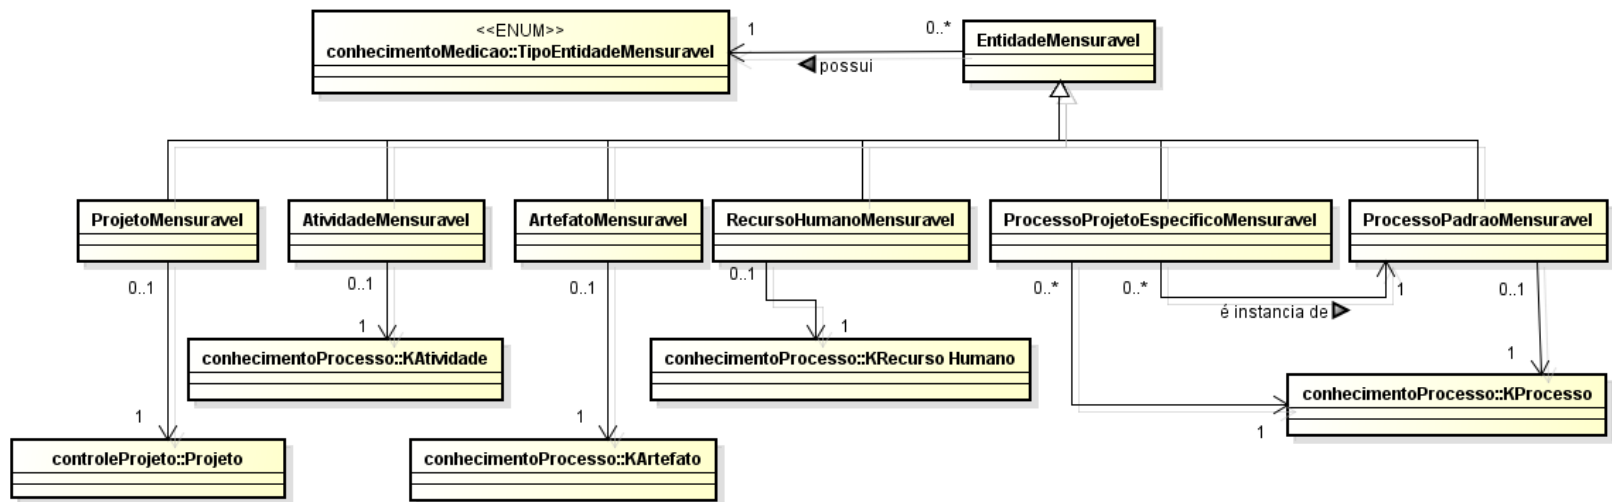 <<ENUM>>
conhecimentoMedicao::TipoEntidadeMensuravel
1
0..*
EntidadeMensuravel
possui
ProjetoMensuravel
AtividadeMensuravel
ArtefatoMensuravel
RecursoHumanoMensuravel
ProcessoProjetoEspecificoMensuravel
ProcessoPadraoMensuravel
0..1
0..1
0..1
0..1
0..*
0..*
1
0..1
é instancia de
1
1
1
conhecimentoProcesso::KAtividade
conhecimentoProcesso::KRecurso Humano
conhecimentoProcesso::KProcesso
1
1
1
controleProjeto::Projeto
conhecimentoProcesso::KArtefato